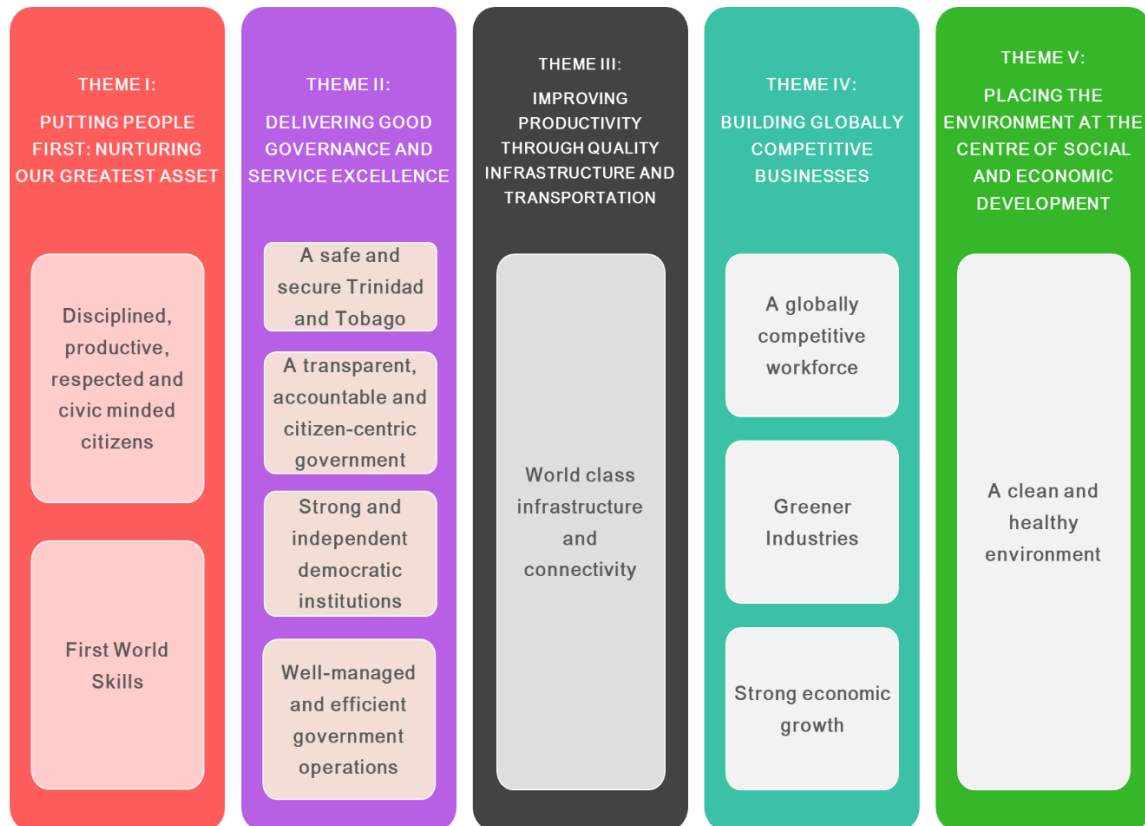 THEME I:
PUTTING PEOPLE
FIRST: NURTURING
OUR GREATEST ASSET
Disciplined,
productive,
respected and
civic minded
citizens
First World
Skills
THEME II:
DELIVERING GOOD
GOVERNANCE AND
SERVICE EXCELLENCE
A safe and
secure Trinidad
and Tobago
A transparent,
accountable and
citizen-centric
government
Strong and
independent
democratic
institutions
Well-managed
and efficient
government
operations
THEME III:
IMPROVING
PRODUCTIVITY
THROUGH QUALITY
INFRASTRUCTURE AND
TRANSPORTATION
World class
infrastructure
and
connectivity
THEME IV:
BUILDING GLOBALLY
COMPETITIVE
BUSINESSES
A globally
competitive
workforce
Greener
Industries
Strong economic
growth
THEME V:
PLACING THE
ENVIRONMENT AT THE
CENTRE OF SOCIAL
AND ECONOMIC
DEVELOPMENT
A clean and
healthy
environment